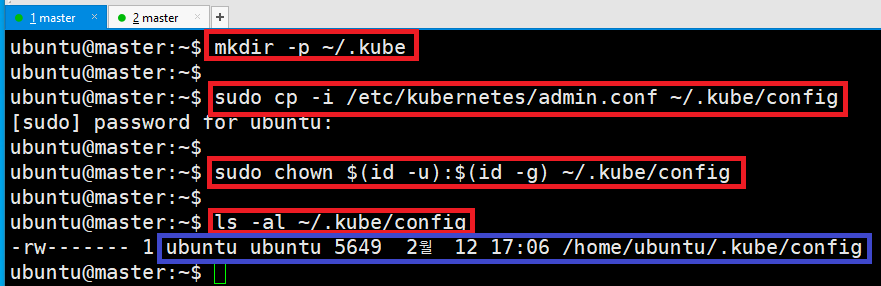 1 master × 2 master × +
ubuntu@master:~$ mkdir -p ~/.kube
ubuntu@master:~$
ubuntu@master:~$ sudo cp -i /etc/kubernetes/admin.conf ~/.kube/config
[sudo] password for ubuntu:
ubuntu@master:~$
ubuntu@master:~$ sudo chown $(id -u):$(id -g) ~/.kube/config
ubuntu@master:~$
ubuntu@master:~$ ls -al ~/.kube/config
-rw------- 1 ubuntu ubuntu 5649  2월  12 17:06 /home/ubuntu/.kube/config
ubuntu@master:~$